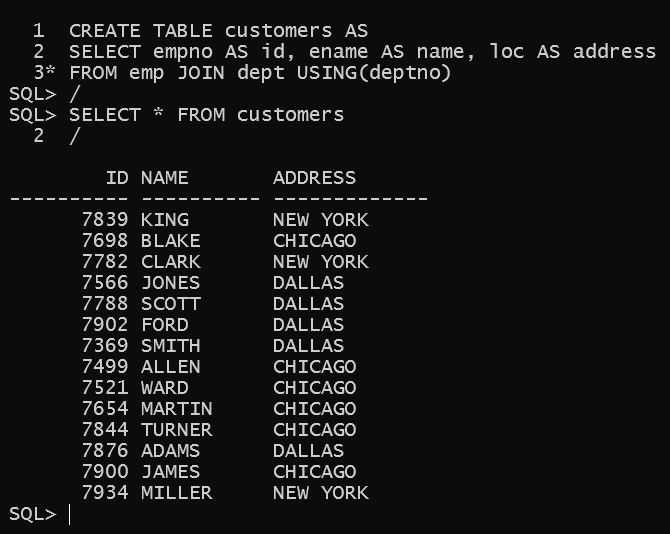 1  CREATE TABLE customers AS
2  SELECT empno AS id, ename AS name, loc AS address
3* FROM emp JOIN dept USING(deptno)
SQL> /
SQL> SELECT * FROM customers
2  /
ID NAME       ADDRESS
---------- ---------- -------------
7839 KING       NEW YORK
7698 BLAKE      CHICAGO
7782 CLARK      NEW YORK
7566 JONES      DALLAS
7788 SCOTT      DALLAS
7902 FORD       DALLAS
7369 SMITH      DALLAS
7499 ALLEN      CHICAGO
7521 WARD       CHICAGO
7654 MARTIN     CHICAGO
7844 TURNER     CHICAGO
7876 ADAMS      DALLAS
7900 JAMES      CHICAGO
7934 MILLER     NEW YORK
SQL>